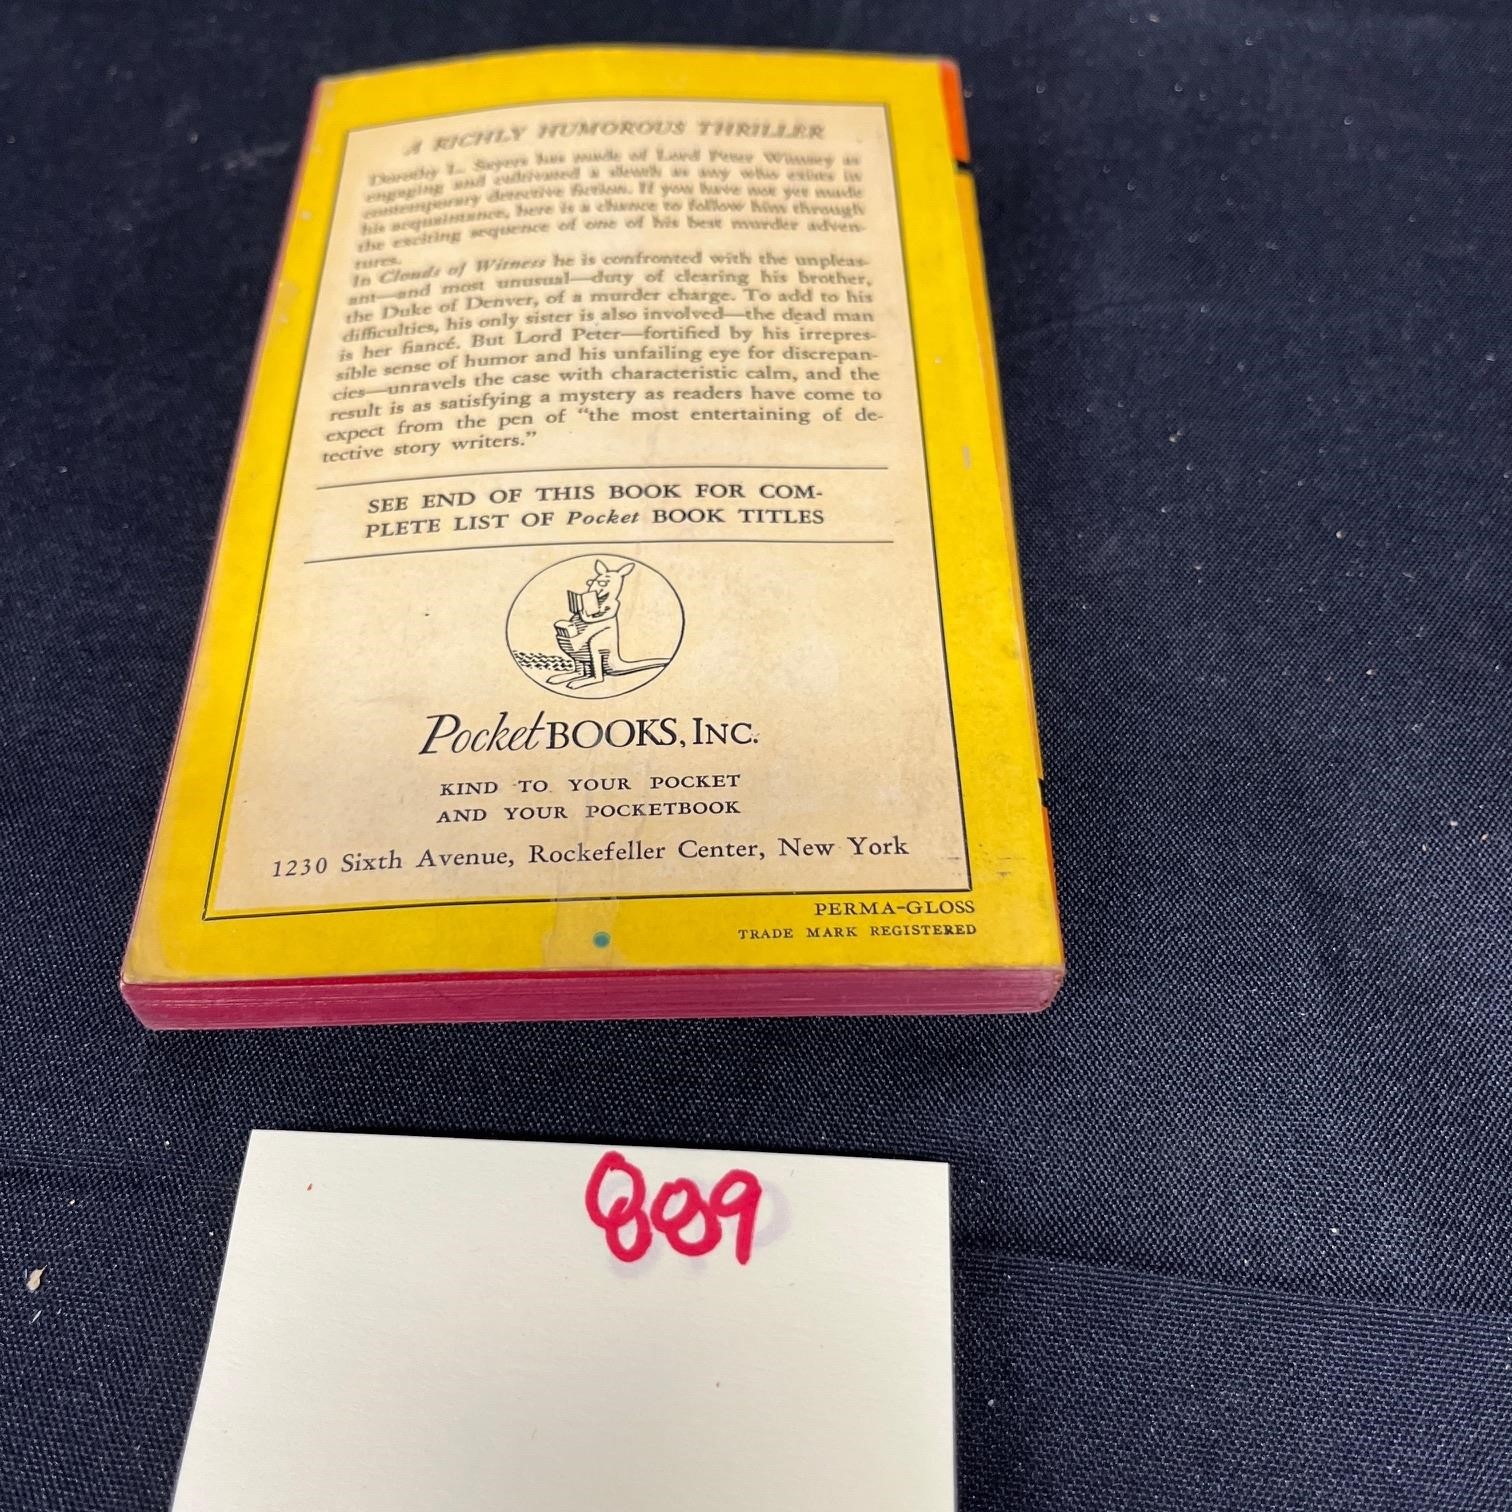 A RICHLY HUMOROUS THRILLER
Dorothy L. Sayers has made of Lord Peter Wimsey as
engaging and cultivated a sleuth as any who exists in
contemporary detective fiction. If you have not yet made
his acquaintance, here is a chance to follow him through
the exciting sequence of one of his best murder adven-
tures.
In Clouds of Witness he is confronted with the unpleas-
ant—and most unusual—duty of clearing his brother,
the Duke of Denver, of a murder charge. To add to his
difficulties, his only sister is also involved—the dead man
is her fiancé. But Lord Peter—fortified by his irrepres-
sible sense of humor and his unfailing eye for discrepan-
cies—unravels the case with characteristic calm, and the
result is as satisfying a mystery as readers have come to
expect from the pen of “the most entertaining of de-
tective story writers.”
SEE END OF THIS BOOK FOR COM-
PLETE LIST OF Pocket BOOK TITLES
PocketBOOKS, INC.
KIND TO YOUR POCKET
AND YOUR POCKETBOOK
1230 Sixth Avenue, Rockefeller Center, New York
PERMA-GLOSS
TRADE MARK REGISTERED
889